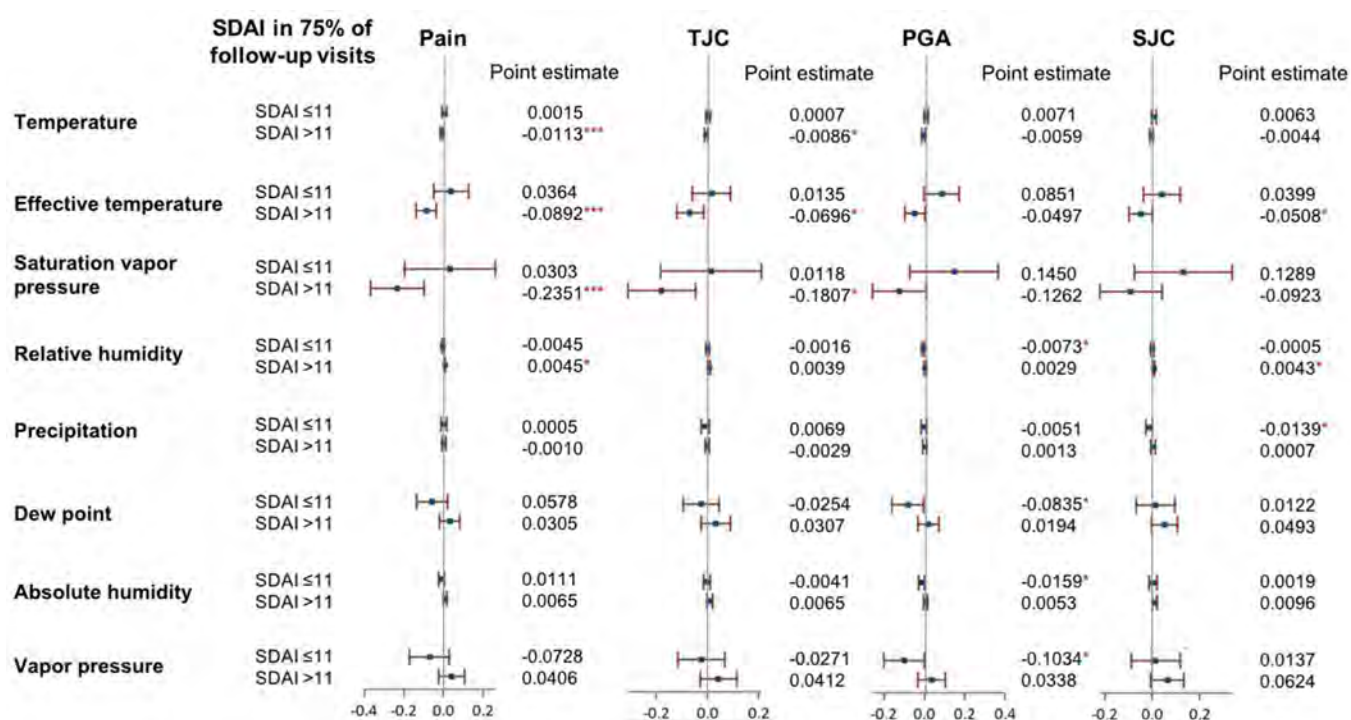 SDAI in 75% of follow-up visits Pain TJC PGA SJC
Point estimate Point estimate Point estimate Point estimate
Temperature
SDAI ≤11 0.0015 0.0007 0.0071 0.0063
SDAI >11 -0.0113*** -0.0086* -0.0059 -0.0044
Effective temperature
SDAI ≤11 0.0364 0.0135 0.0851 0.0399
SDAI >11 -0.0892*** -0.0696* -0.0497 -0.0508*
Saturation vapor pressure
SDAI ≤11 0.0303 0.0118 0.1450 0.1289
SDAI >11 -0.2351*** -0.1807* -0.1262 -0.0923
Relative humidity
SDAI ≤11 -0.0045 -0.0016 -0.0073* -0.0005
SDAI >11 0.0045* 0.0039 0.0029 0.0043*
Precipitation
SDAI ≤11 0.0005 0.0069 -0.0051 -0.0139*
SDAI >11 -0.0010 -0.0029 0.0013 0.0007
Dew point
SDAI ≤11 0.0578 -0.0254 -0.0835* 0.0122
SDAI >11 0.0305 0.0307 0.0194 0.0493
Absolute humidity
SDAI ≤11 0.0111 -0.0041 -0.0159* 0.0019
SDAI >11 0.0065 0.0065 0.0053 0.0096
Vapor pressure
SDAI ≤11 -0.0728 -0.0271 -0.1034* 0.0137
SDAI >11 0.0406 0.0412 0.0338 0.0624
-0.4 -0.2 0.0 0.2 -0.2 0.0 0.2 -0.2 0.0 0.2 0.4 -0.2 0.0 0.2